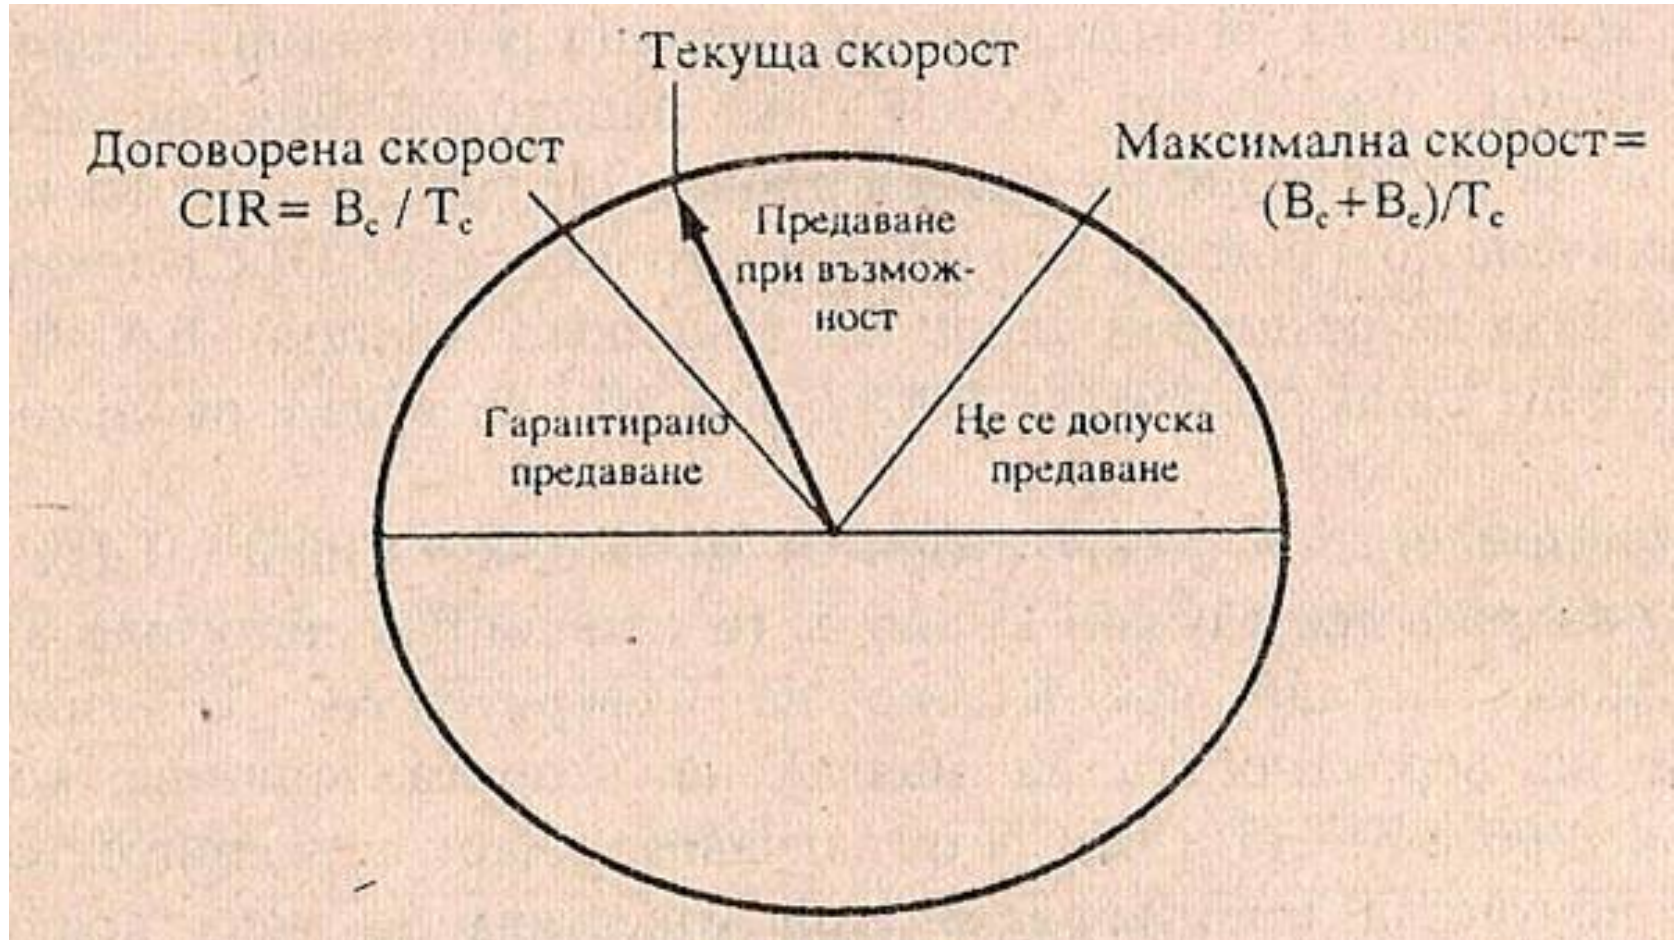 Текуща скорост
Договорена скорост
CIR = Bc / Tc
Максимална скорост=
(Bc+Be)/Tc
Предаване
при възмож-
ност
Гарантирано
предаване
Не се допуска
предаване